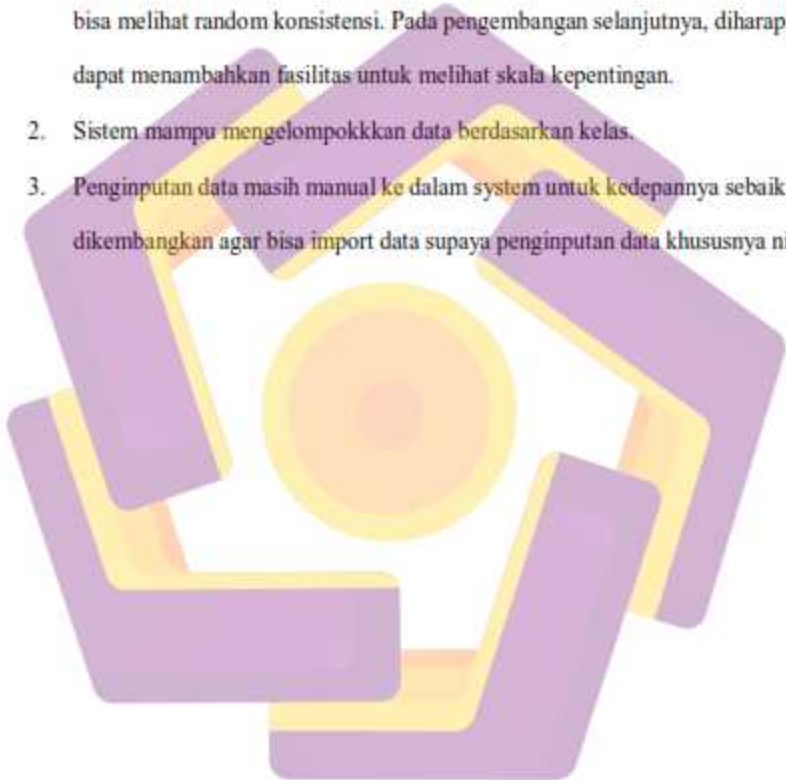 bisa melihat random konsistensi. Pada pengembangan selanjutnya, diharap
dapat menambahkan fasilitas untuk melihat skala kepentingan.
2. Sistem mampu mengelompokkkan data berdasarkan kelas.
3. Penginputan data masih manual ke dalam system untuk kedepannya sebaik
dikembangkan agar bisa import data supaya penginputan data khususnya ni